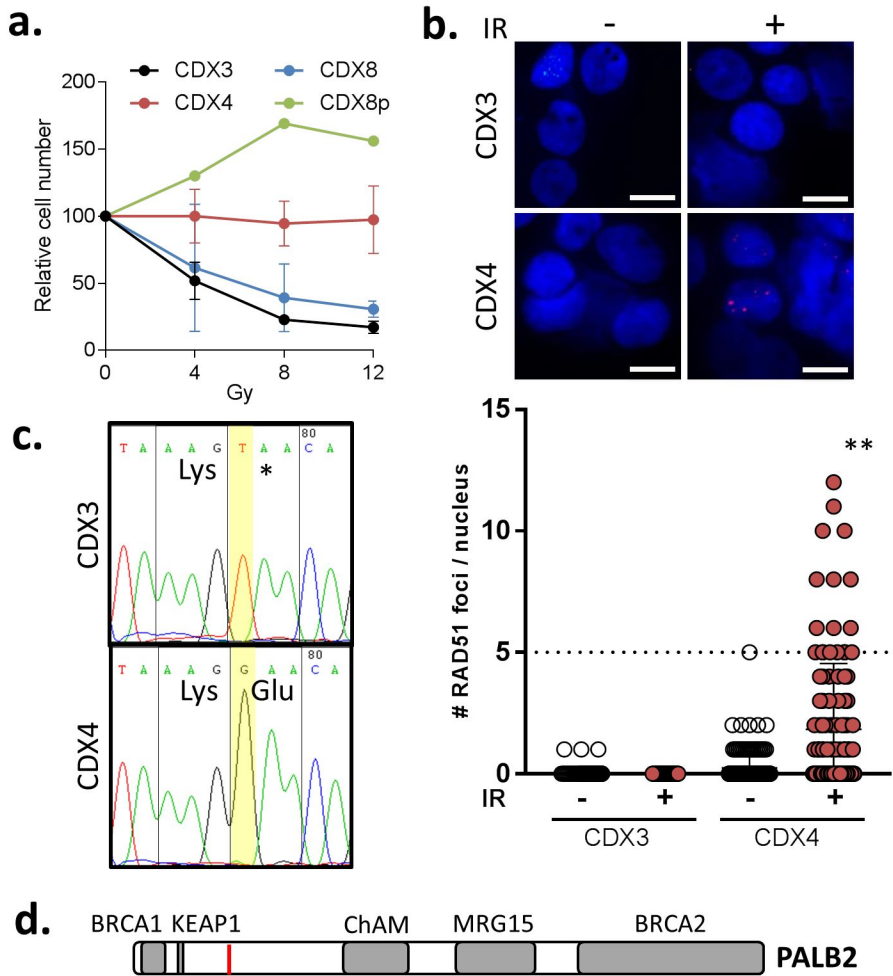 a.
CDX3 CDX8
CDX4 CDX8p
200
150
100
50
0
Relative cell number
0 4 8 12
Gy
b.
IR - +
CDX3
CDX4
15
10
5
0
# RAD51 foci / nucleus
**
IR - + - +
CDX3 CDX4
c.
CDX3
80
T A A A G T A A C A
Lys *
CDX4
80
T A A A G G A A C A
Lys Glu
d.
BRCA1 KEAP1 ChAM MRG15 BRCA2
PALB2